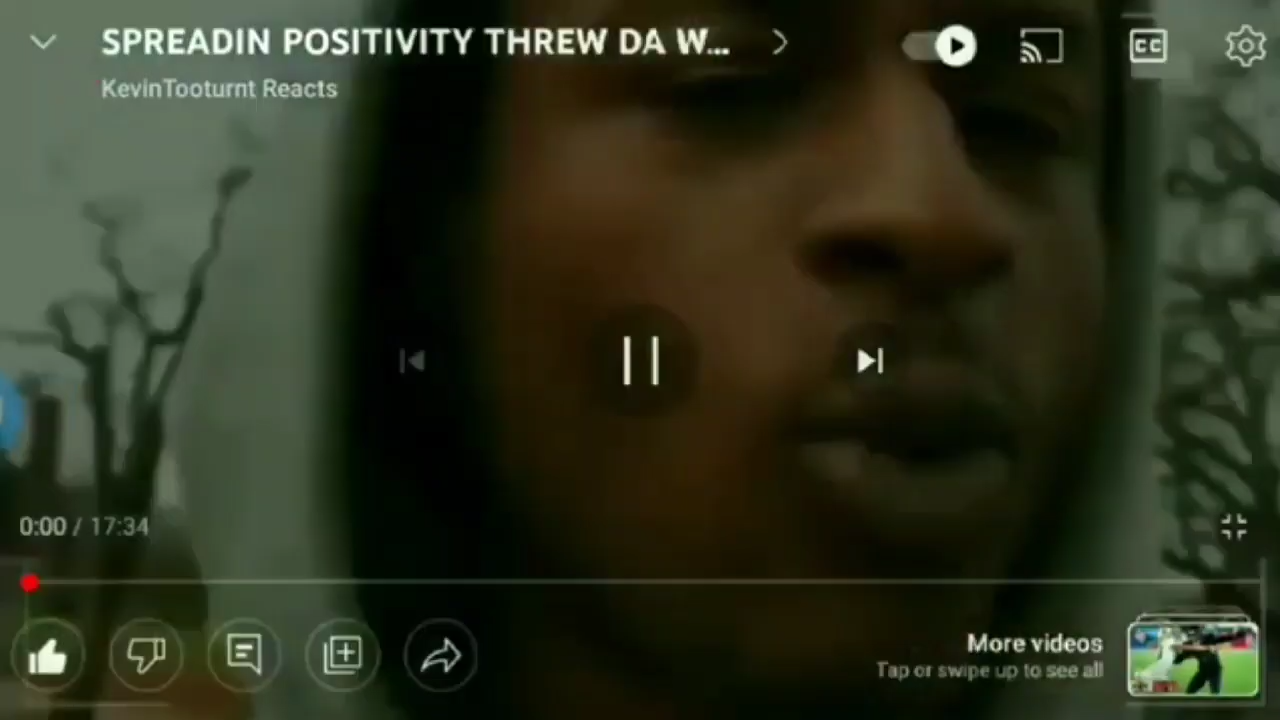 SPREADIN POSITIVITY THREW DA W...
CC
KevinTooturnt Reacts
0:00 / 17:34
More videos
Tap or swipe up to see all